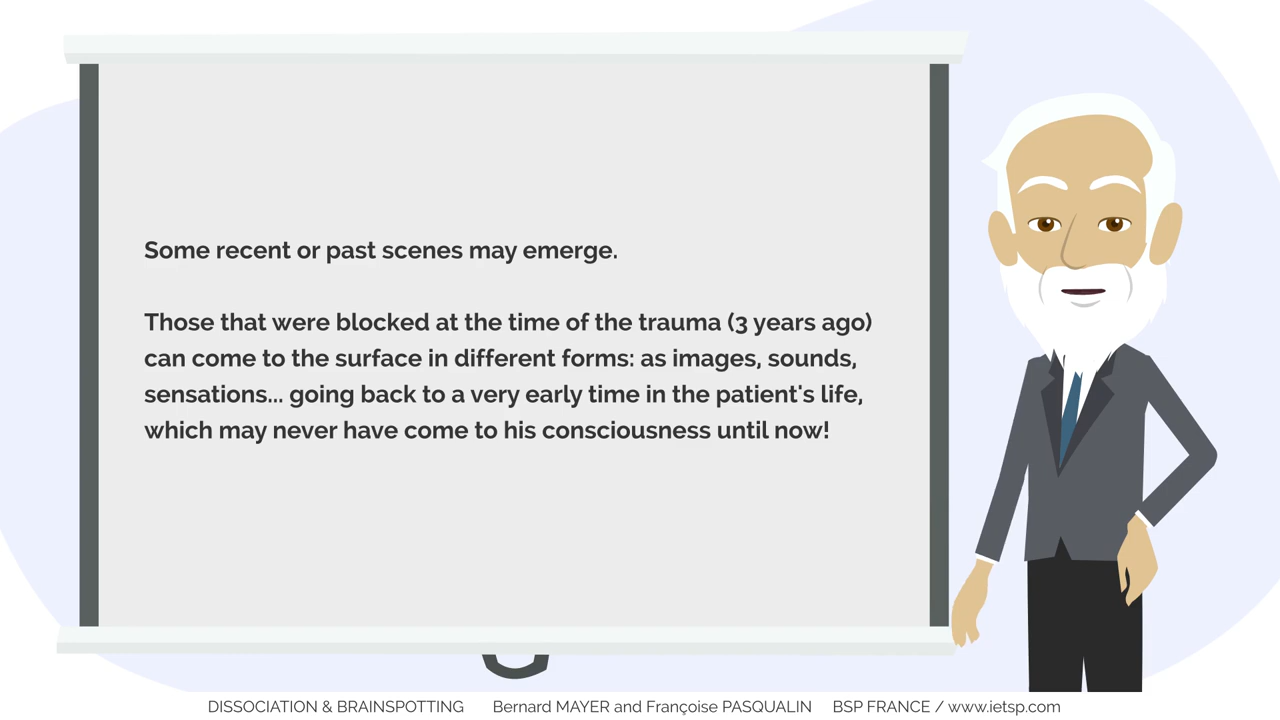 Some recent or past scenes may emerge.
Those that were blocked at the time of the trauma (3 years ago)
can come to the surface in different forms: as images, sounds,
sensations... going back to a very early time in the patient's life,
which may never have come to his consciousness until now!
DISSOCIATION & BRAINSPOTTING Bernard MAYER and Françoise PASQUALIN BSP FRANCE / www.ietsp.com